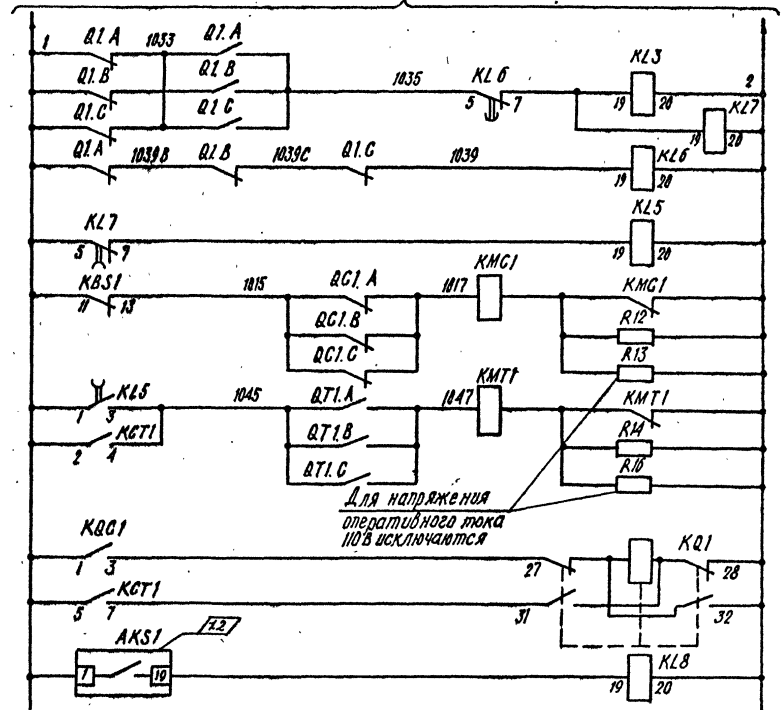 1 Q1.A 1033 Q1.A
Q1.B Q1.B 1035 KL6 KL3 2
5 7 19 20 KL7
Q1.C Q1.C 19 20
Q1.A 1039B Q1.B 1039C Q1.C 1039 KL6
19 20
KL7 KL5
5 7 19 20
KBS1 1015 QC1.A KMC1 1017 KMC1
11 13
QC1.B R12
QC1.C R13
KL5 1045 QT1.A KMT1 1047 KMT1
1 3
KCT1 QT1.B R14
2 4
QT1.C R16
Для напряжения
оперативного тока
110 В исключаются
KQC1 KQ1
1 3 27 28
KCT1
5 7 31 32
AKS1 7.2
7 19 KL8
19 20